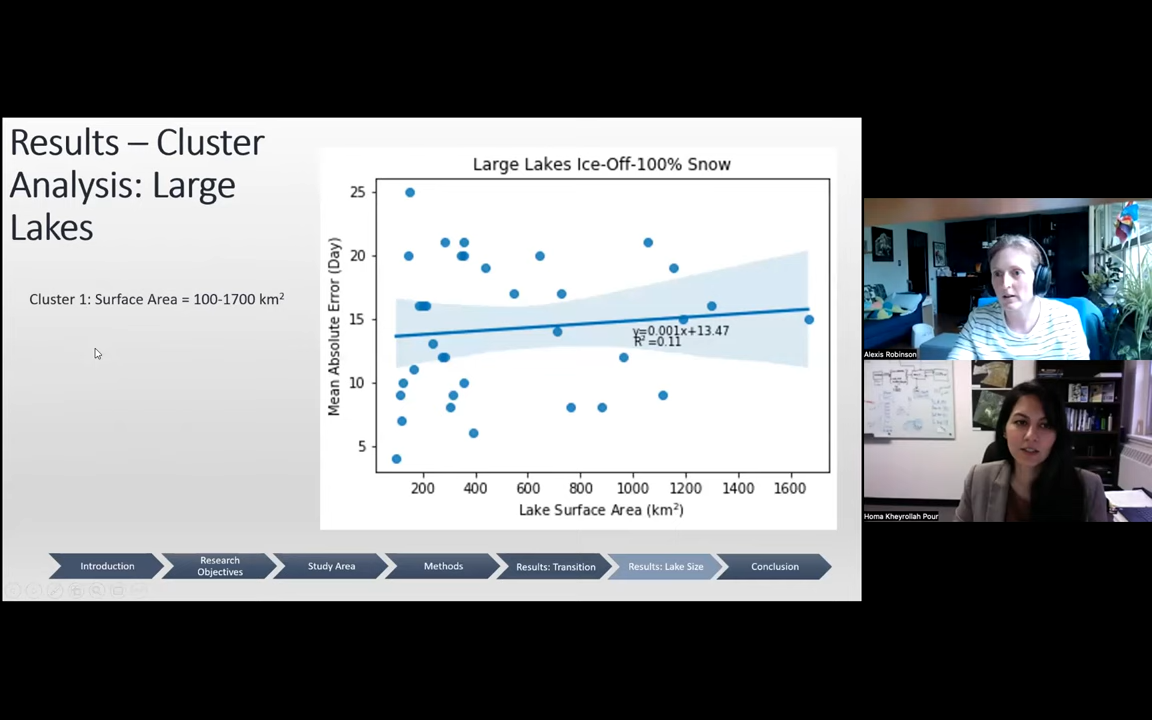 Results – Cluster
Analysis: Large
Lakes
Cluster 1: Surface Area = 100-1700 km²
Large Lakes Ice-Off-100% Snow
Mean Absolute Error (Day)
25
20
15
10
5
y=0.001x+13.47
R² =0.11
200 400 600 800 1000 1200 1400 1600
Lake Surface Area (km²)
Introduction
Research
Objectives
Study Area
Methods
Results: Transition
Results: Lake Size
Conclusion
Alexis Robinson
Homa Kheyrollah Pour